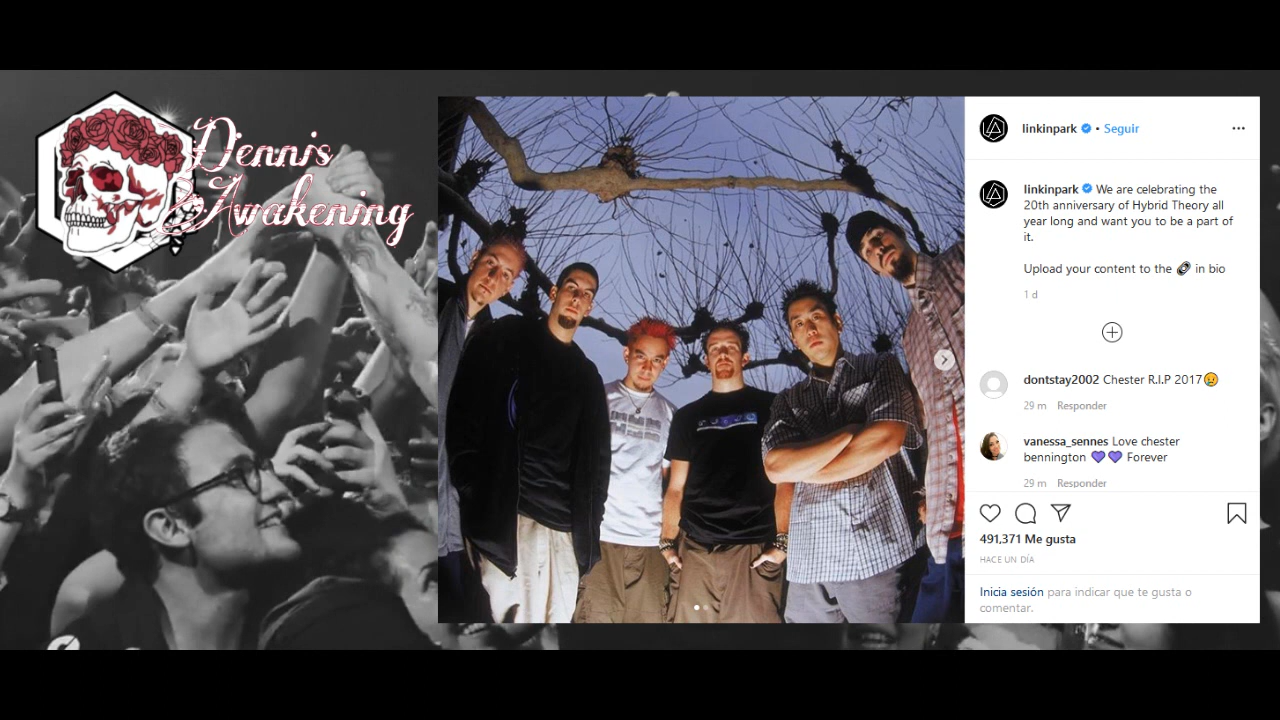 Dennis
Awakening
linkinpark • Seguir
linkinpark We are celebrating the
20th anniversary of Hybrid Theory all
year long and want you to be a part of
it.
Upload your content to the 🔗 in bio
1 d
dontstay2002 Chester R.I.P 2017😢
29 m Responder
vanessa_sennes Love chester
bennington 💜💜 Forever
29 m Responder
491,371 Me gusta
HACE UN DÍA
Inicia sesión para indicar que te gusta o
comentar.